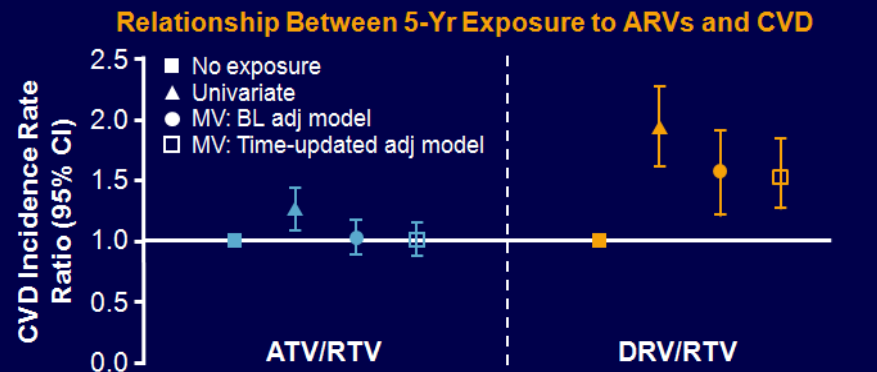 Relationship Between 5-Yr Exposure to ARVs and CVD
CVD Incidence Rate
Ratio (95% CI)
2.5
2.0
1.5
1.0
0.5
0.0
No exposure
Univariate
MV: BL adj model
MV: Time-updated adj model
ATV/RTV
DRV/RTV